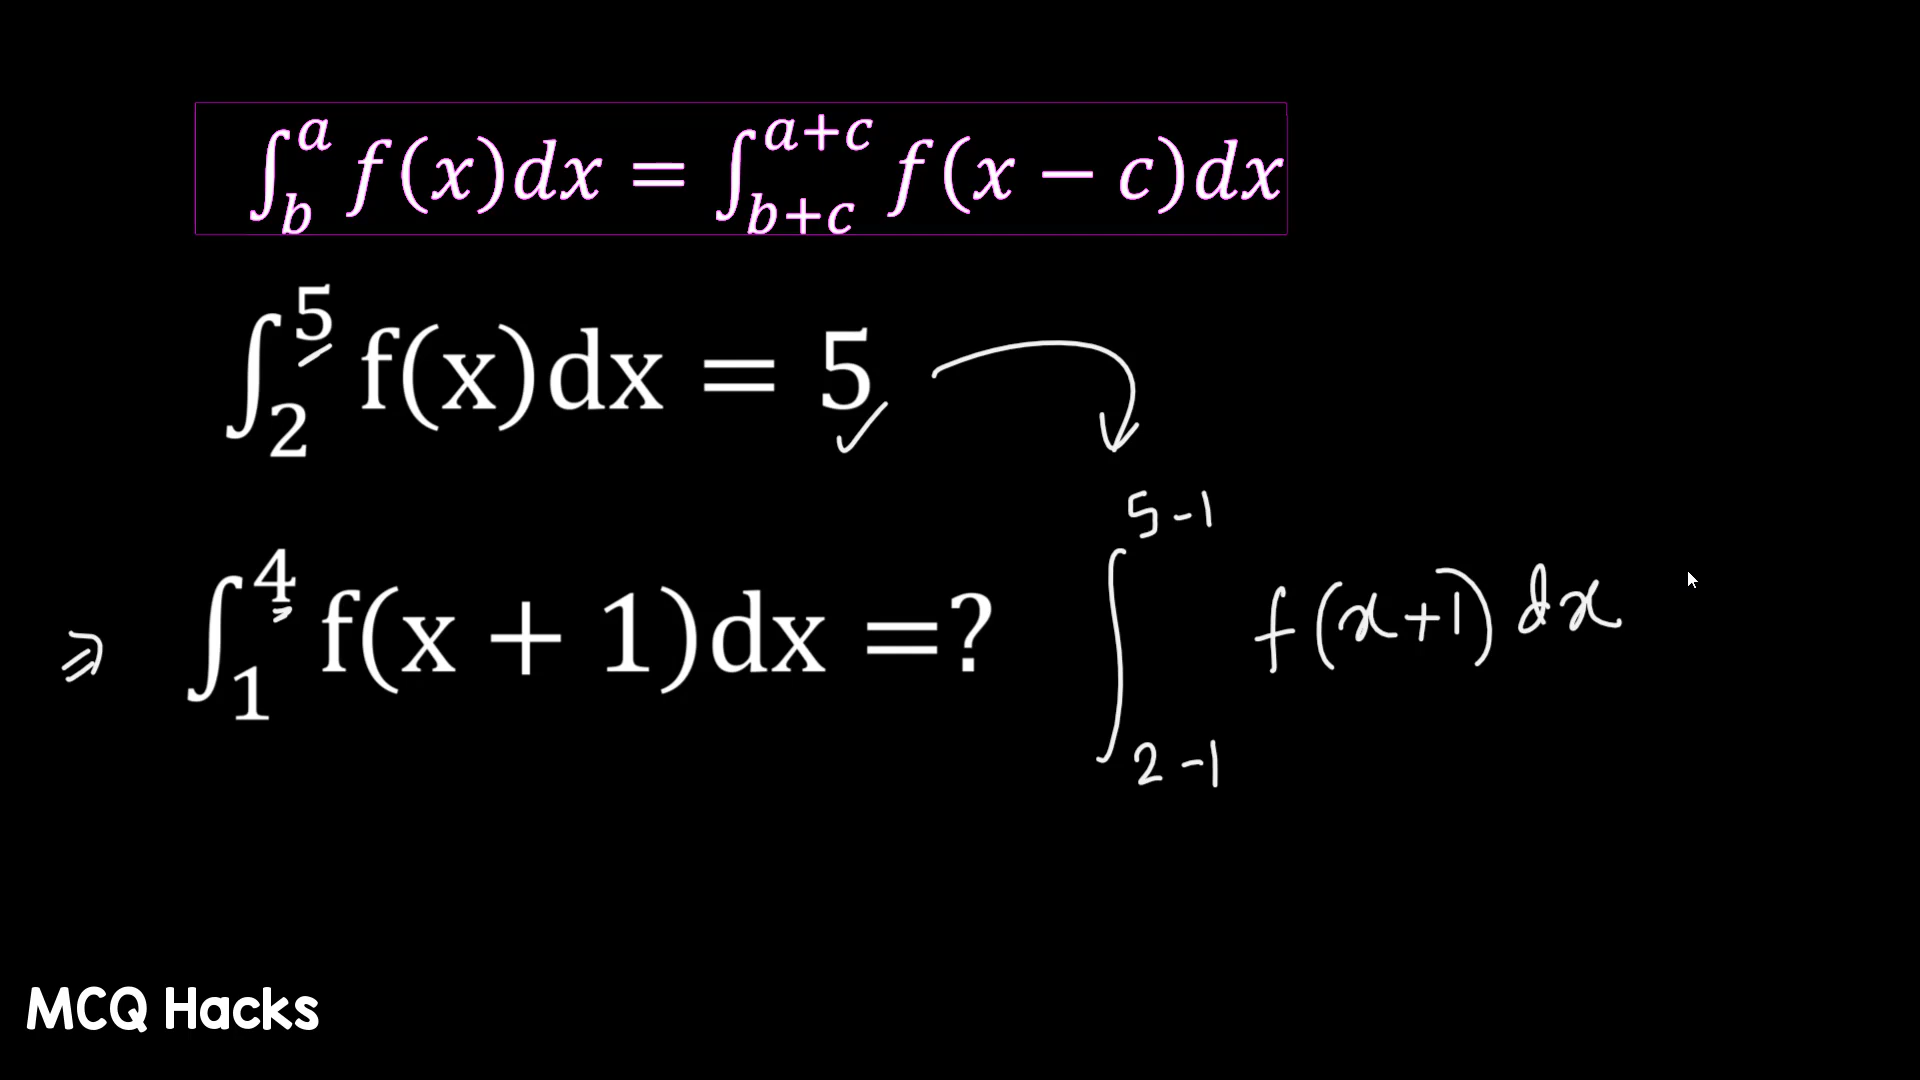 ∫_b^a f(x)dx = ∫_{b+c}^{a+c} f(x − c)dx
∫_2^5 f(x)dx = 5
⇒ ∫_1^4 f(x + 1)dx =?
∫_{2-1}^{5-1} f(x+1) dx
MCQ Hacks